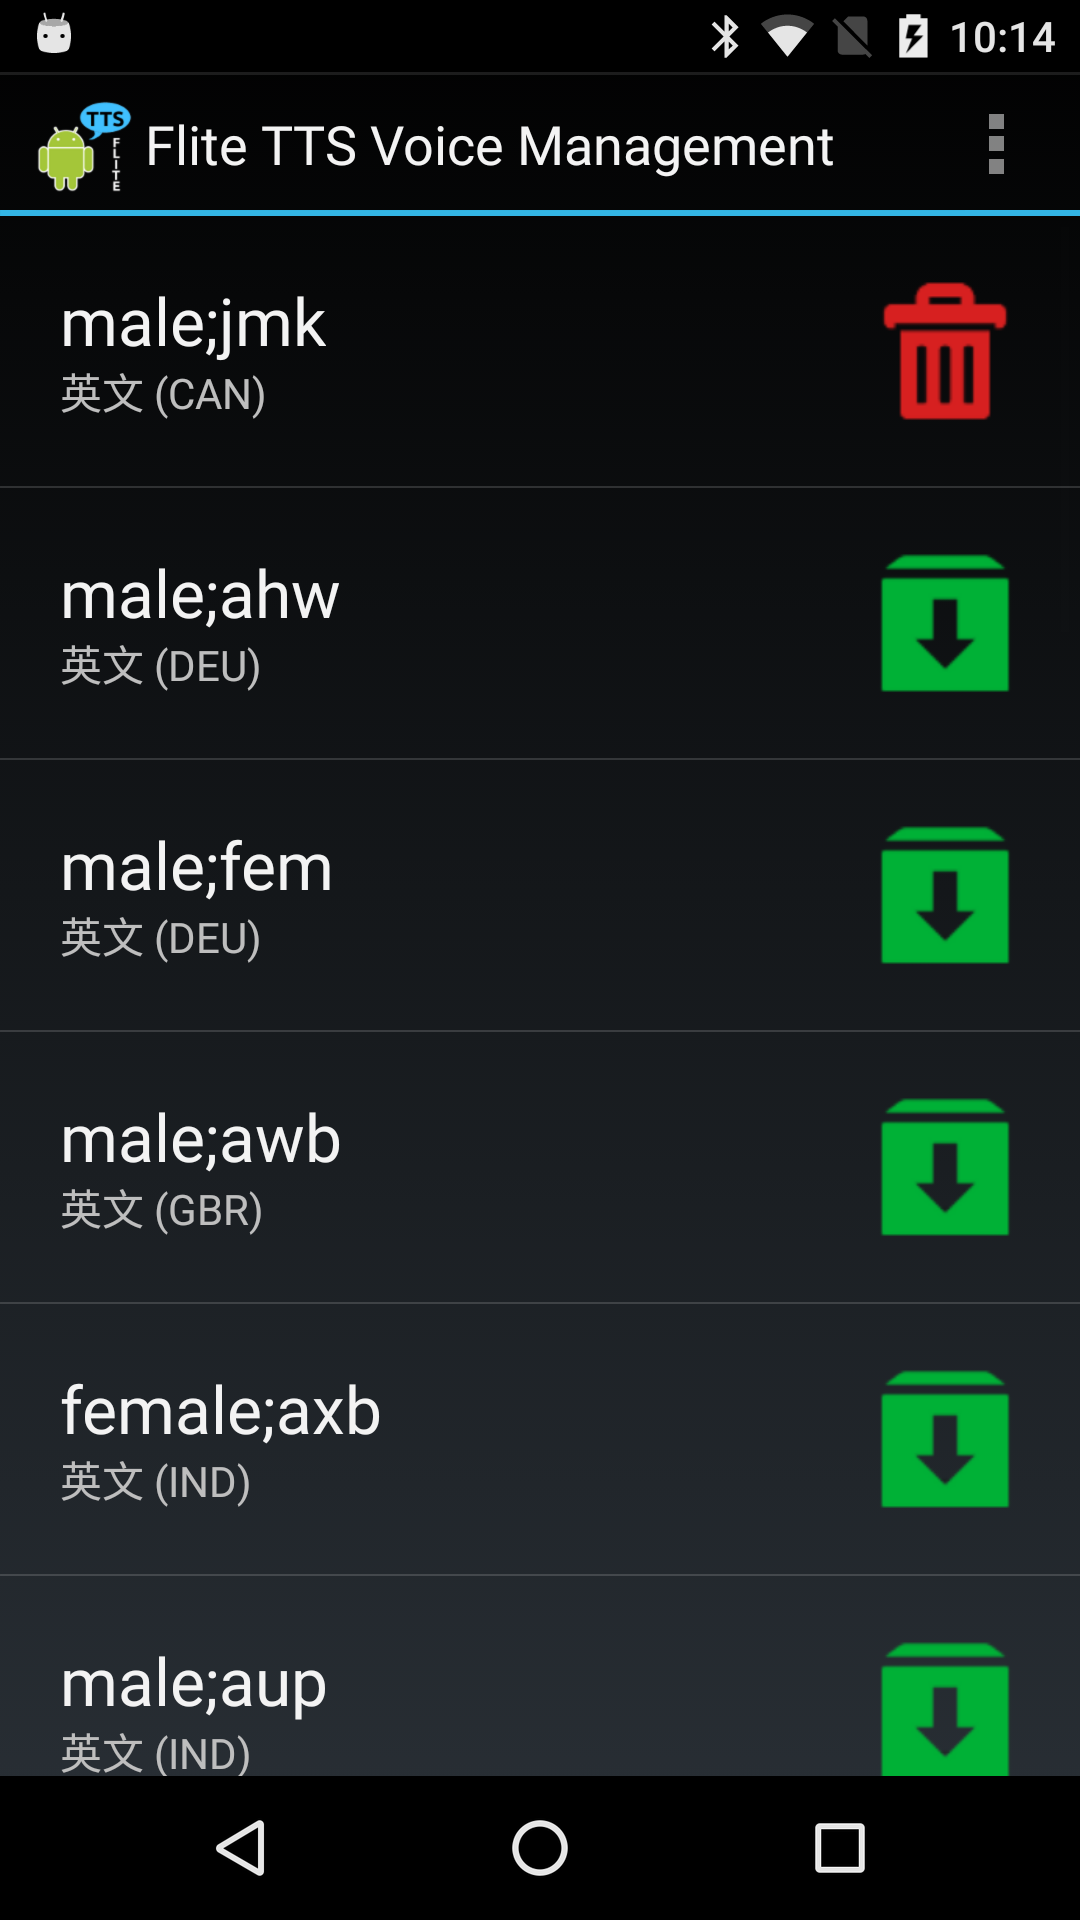 10:14
TTS
FLITE
Flite TTS Voice Management
male;jmk
英文 (CAN)
male;ahw
英文 (DEU)
male;fem
英文 (DEU)
male;awb
英文 (GBR)
female;axb
英文 (IND)
male;aup
英文 (IND)